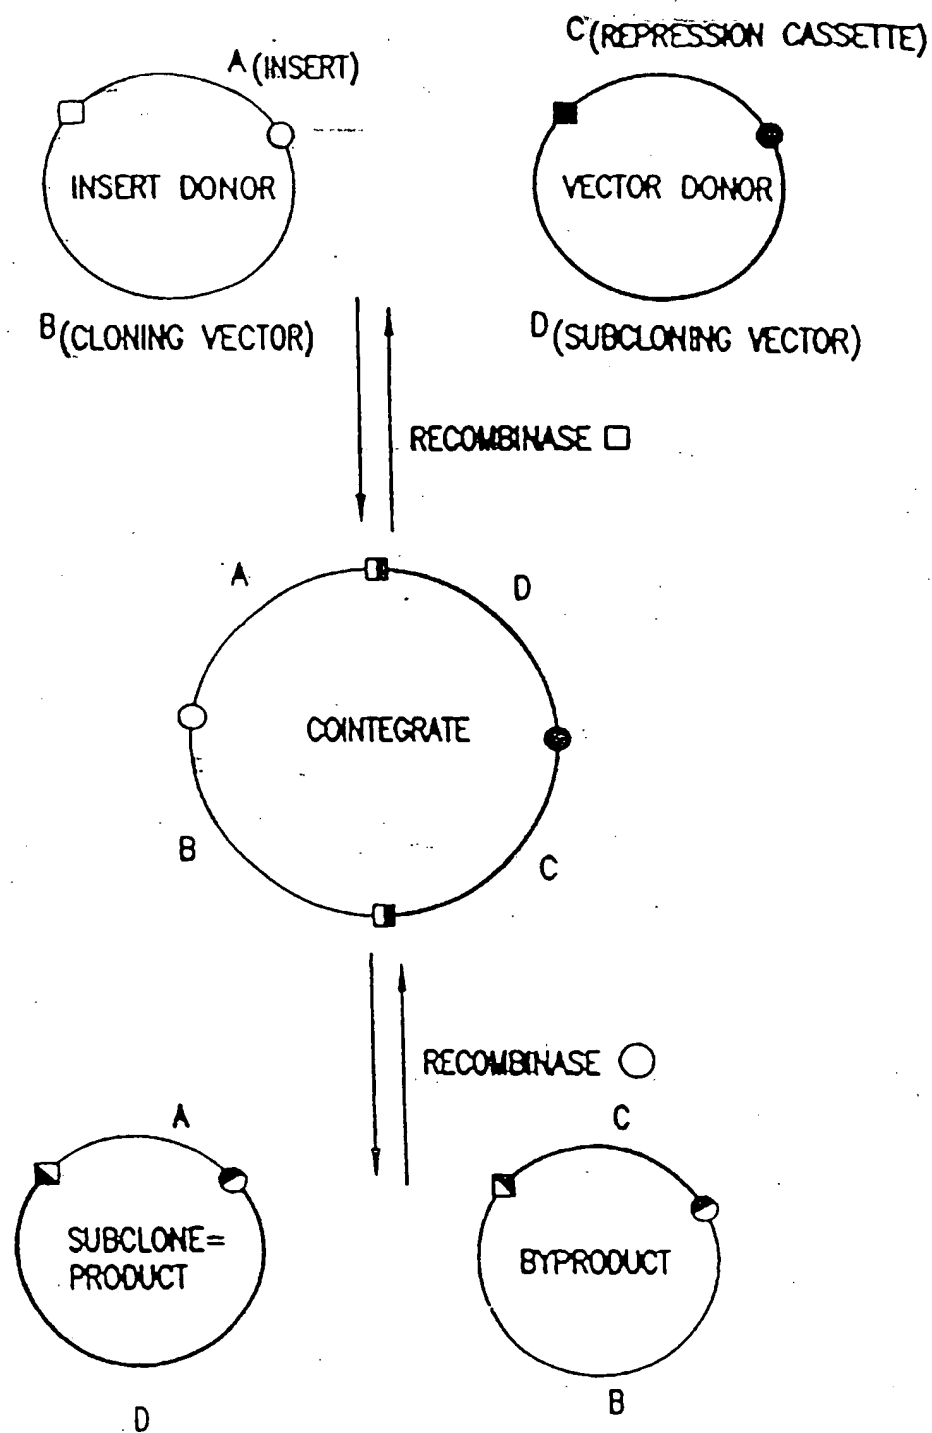 A (INSERT)
C (REPRESSION CASSETTE)
INSERT DONOR
VECTOR DONOR
B (CLONING VECTOR)
D (SUBCLONING VECTOR)
RECOMBINASE
A
D
COINTEGRATE
B
C
RECOMBINASE
A
C
SUBCLONE=
PRODUCT
BYPRODUCT
D
B